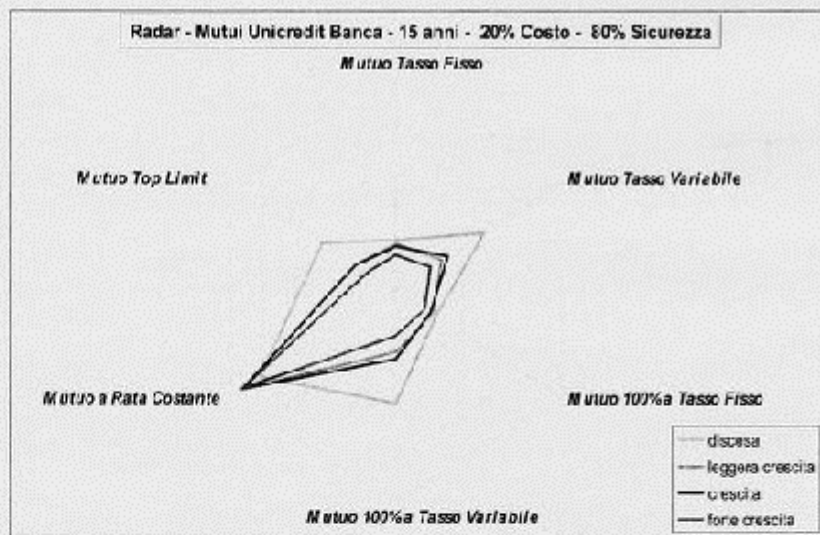 Radar - Mutui Unicredit Banca - 15 anni - 20% Costo - 80% Sicurezza
Mutuo Tasso Fisso
Mutuo Top Limit
Mutuo Tasso Variabile
Mutuo a Rata Costante
Mutuo 100%a Tasso Fisso
Mutuo 100%a Tasso Variabile
discesa
leggera crescita
crescita
forte crescita